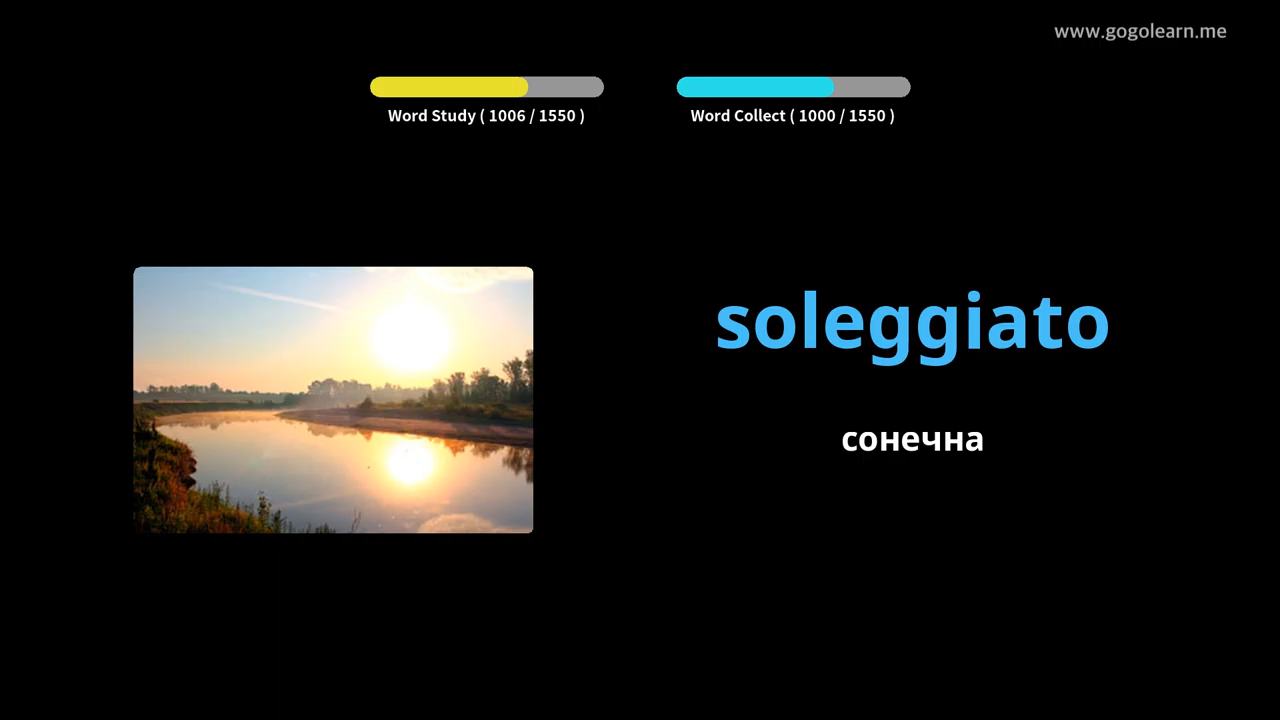 www.gogolearn.me
Word Study ( 1006 / 1550 )
Word Collect ( 1000 / 1550 )
soleggiato
сонечна